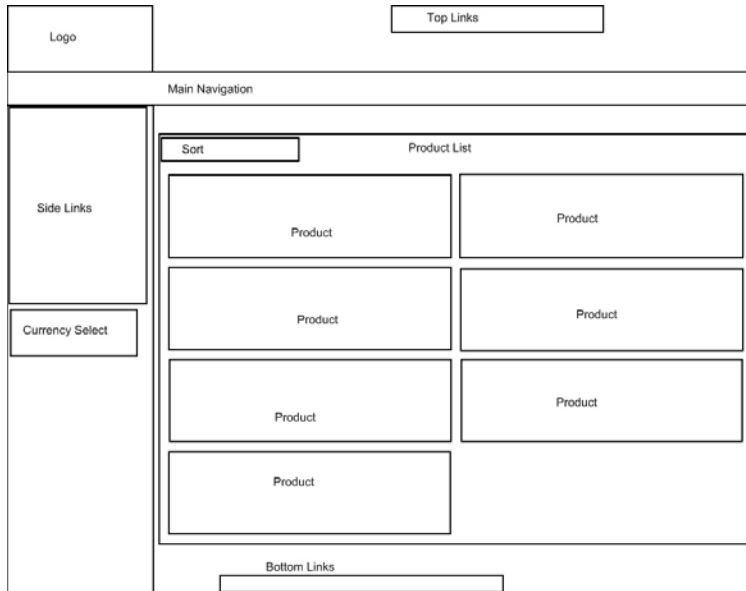 Top Links
Logo
Main Navigation
Sort
Product List
Side Links
Product
Product
Product
Product
Currency Select
Product
Product
Product
Bottom Links